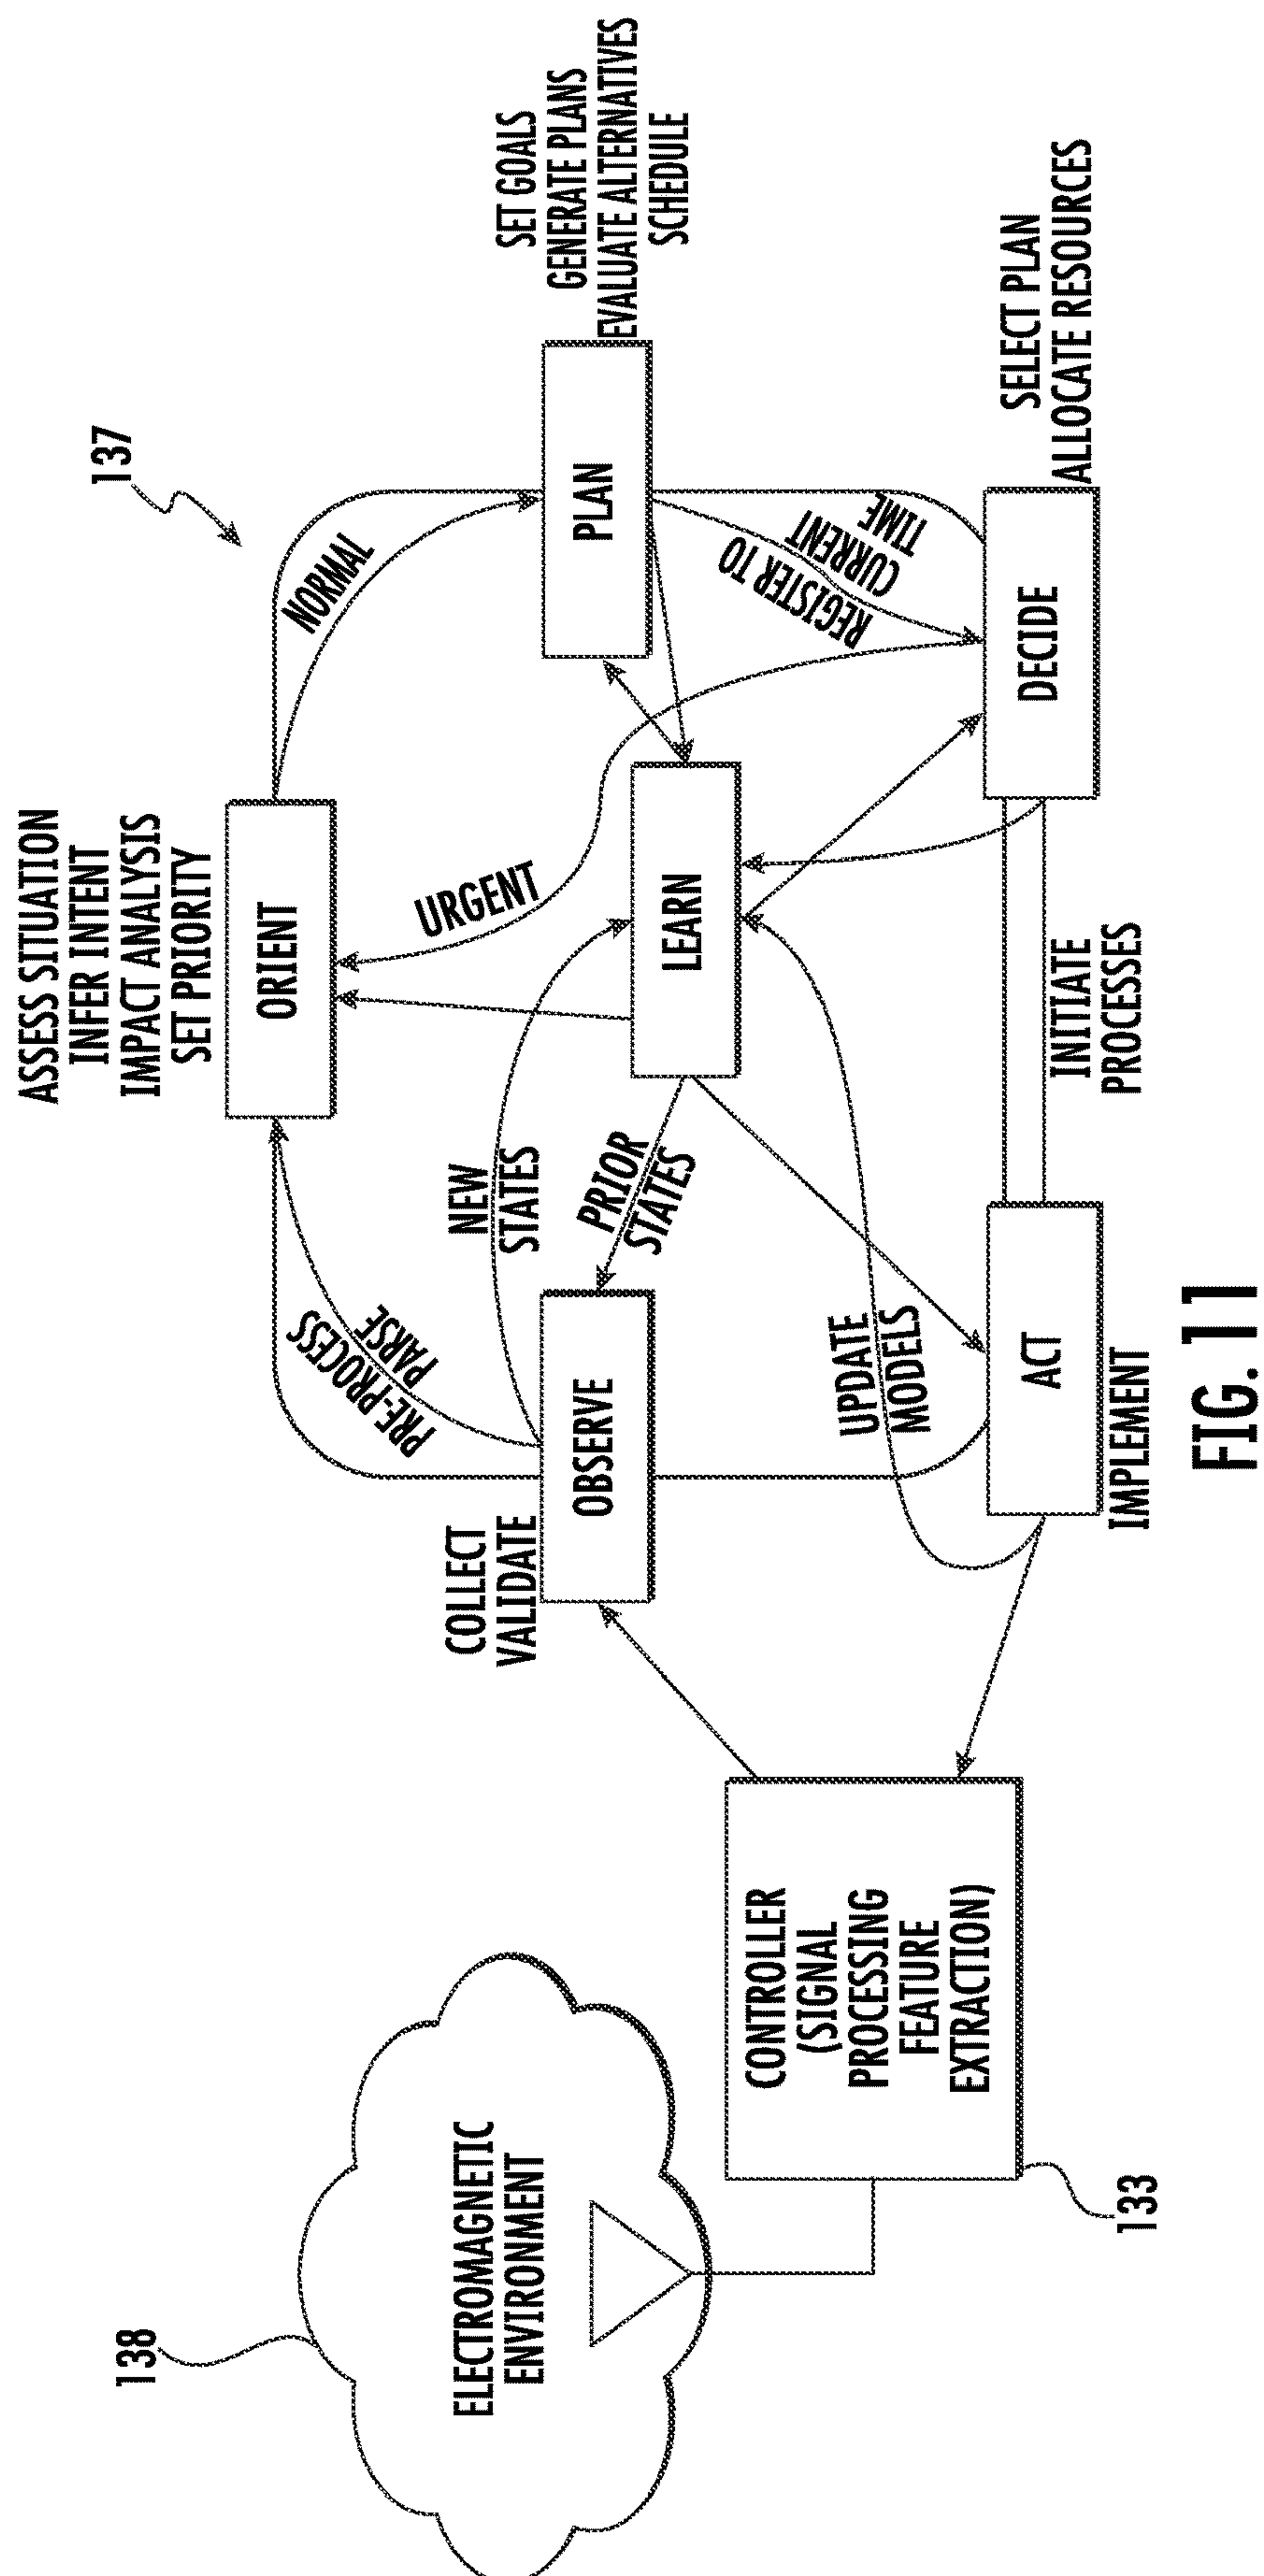 137
ASSESS SITUATION
INFER INTENT
IMPACT ANALYSIS
SET PRIORITY
ORIENT
NORMAL
PRE-PROCESS
PARSE
URGENT
NEW
STATES
COLLECT
VALIDATE
OBSERVE
PRIOR
STATES
LEARN
PLAN
SET GOALS
GENERATE PLANS
EVALUATE ALTERNATIVES
SCHEDULE
REGISTER TO
CURRENT
TIME
UPDATE
MODELS
ACT
IMPLEMENT
INITIATE
PROCESSES
DECIDE
SELECT PLAN
ALLOCATE RESOURCES
138
ELECTROMAGNETIC
ENVIRONMENT
CONTROLLER
(SIGNAL
PROCESSING
FEATURE
EXTRACTION)
133
FIG. 11